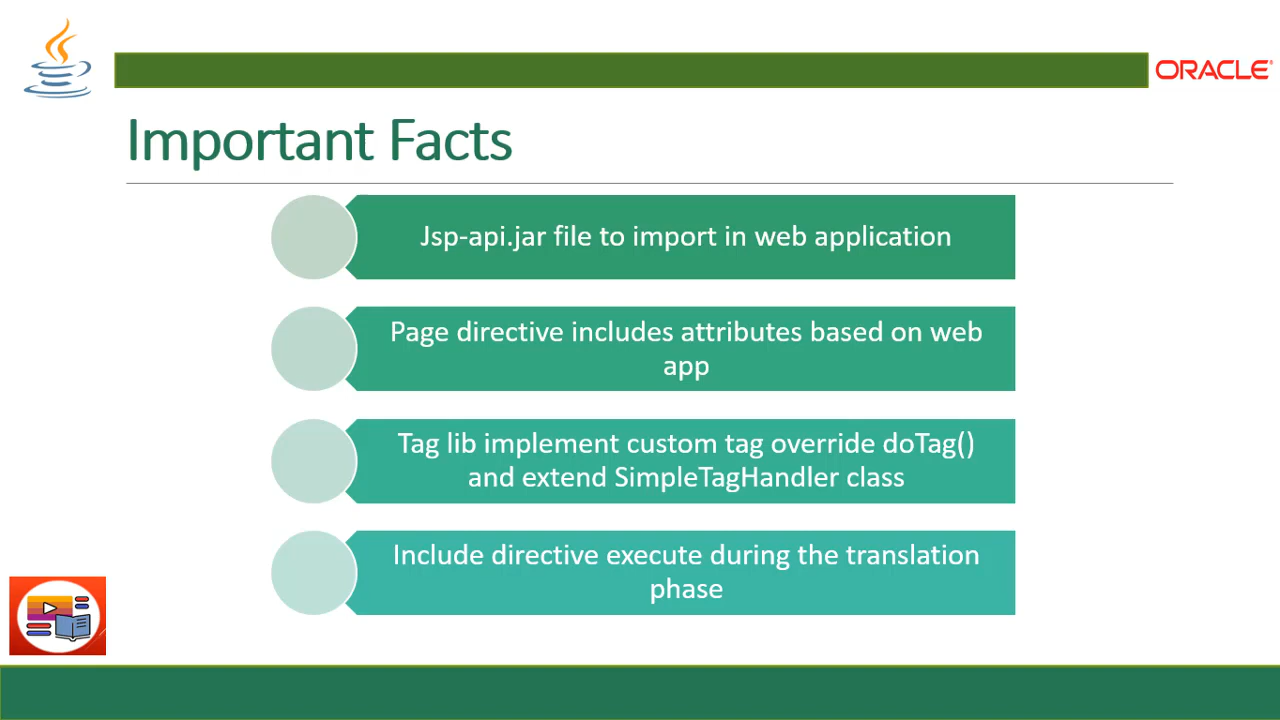 ORACLE
Important Facts
Jsp-api.jar file to import in web application
Page directive includes attributes based on web
app
Tag lib implement custom tag override doTag()
and extend SimpleTagHandler class
Include directive execute during the translation
phase